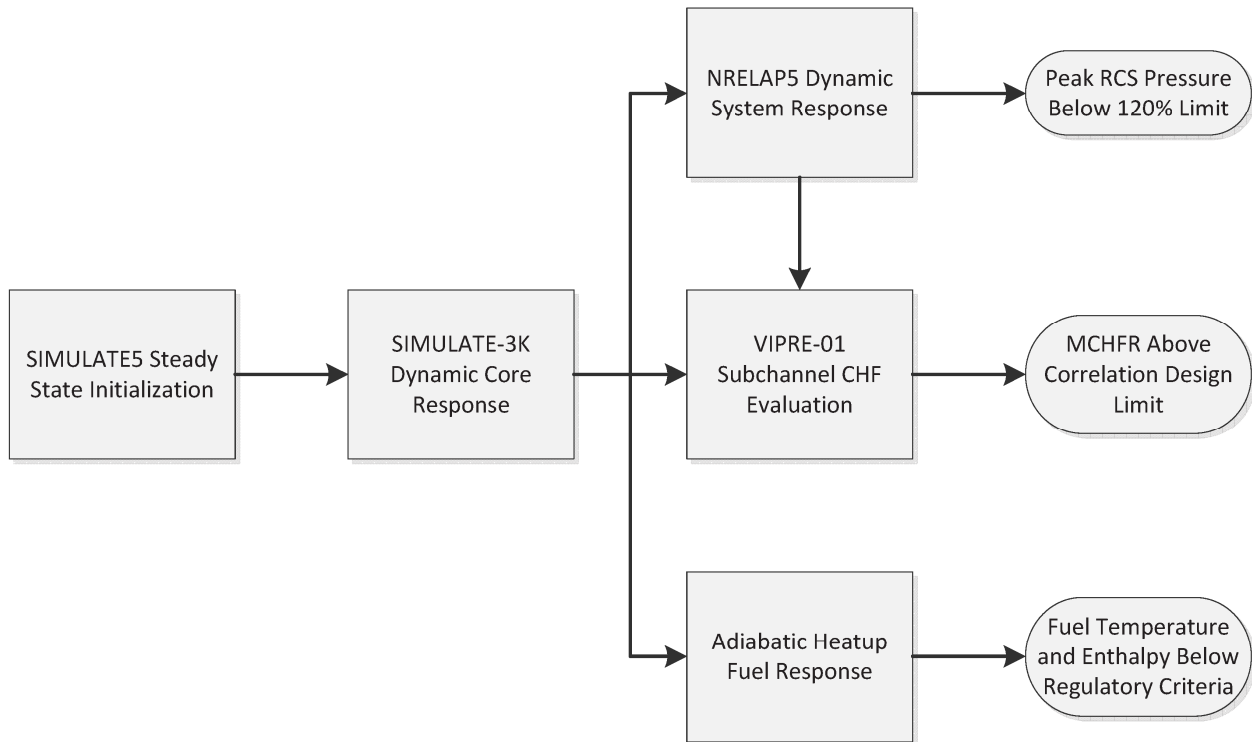 NRELAP5 Dynamic
System Response
Peak RCS Pressure
Below 120% Limit
SIMULATE5 Steady
State Initialization
SIMULATE-3K
Dynamic Core
Response
VIPRE-01
Subchannel CHF
Evaluation
MCHFR Above
Correlation Design
Limit
Adiabatic Heatup
Fuel Response
Fuel Temperature
and Enthalpy Below
Regulatory Criteria